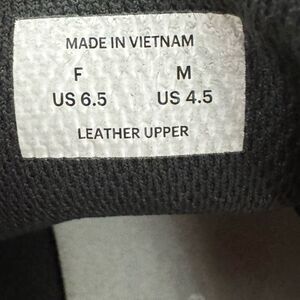 MADE IN VIETNAM
F M
US 6.5 US 4.5
LEATHER UPPER